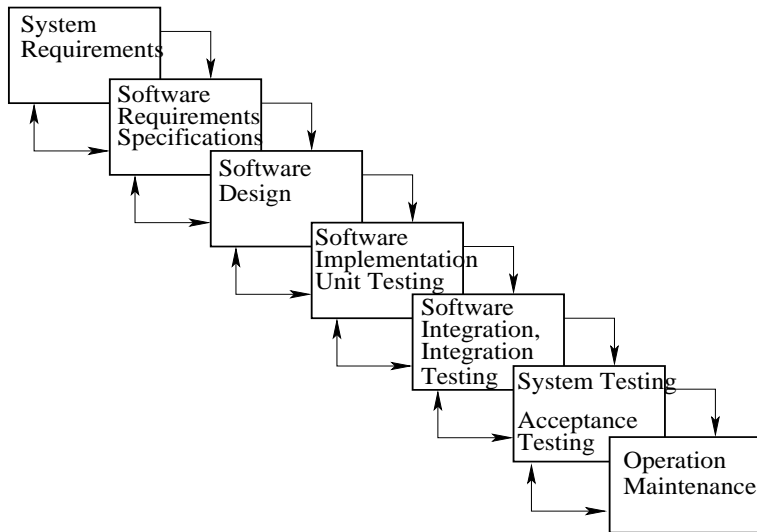 System
Requirements
Software
Requirements
Specifications
Software
Design
Software
Implementation
Unit Testing
Software
Integration,
Integration
Testing
System Testing
Acceptance
Testing
Operation
Maintenance